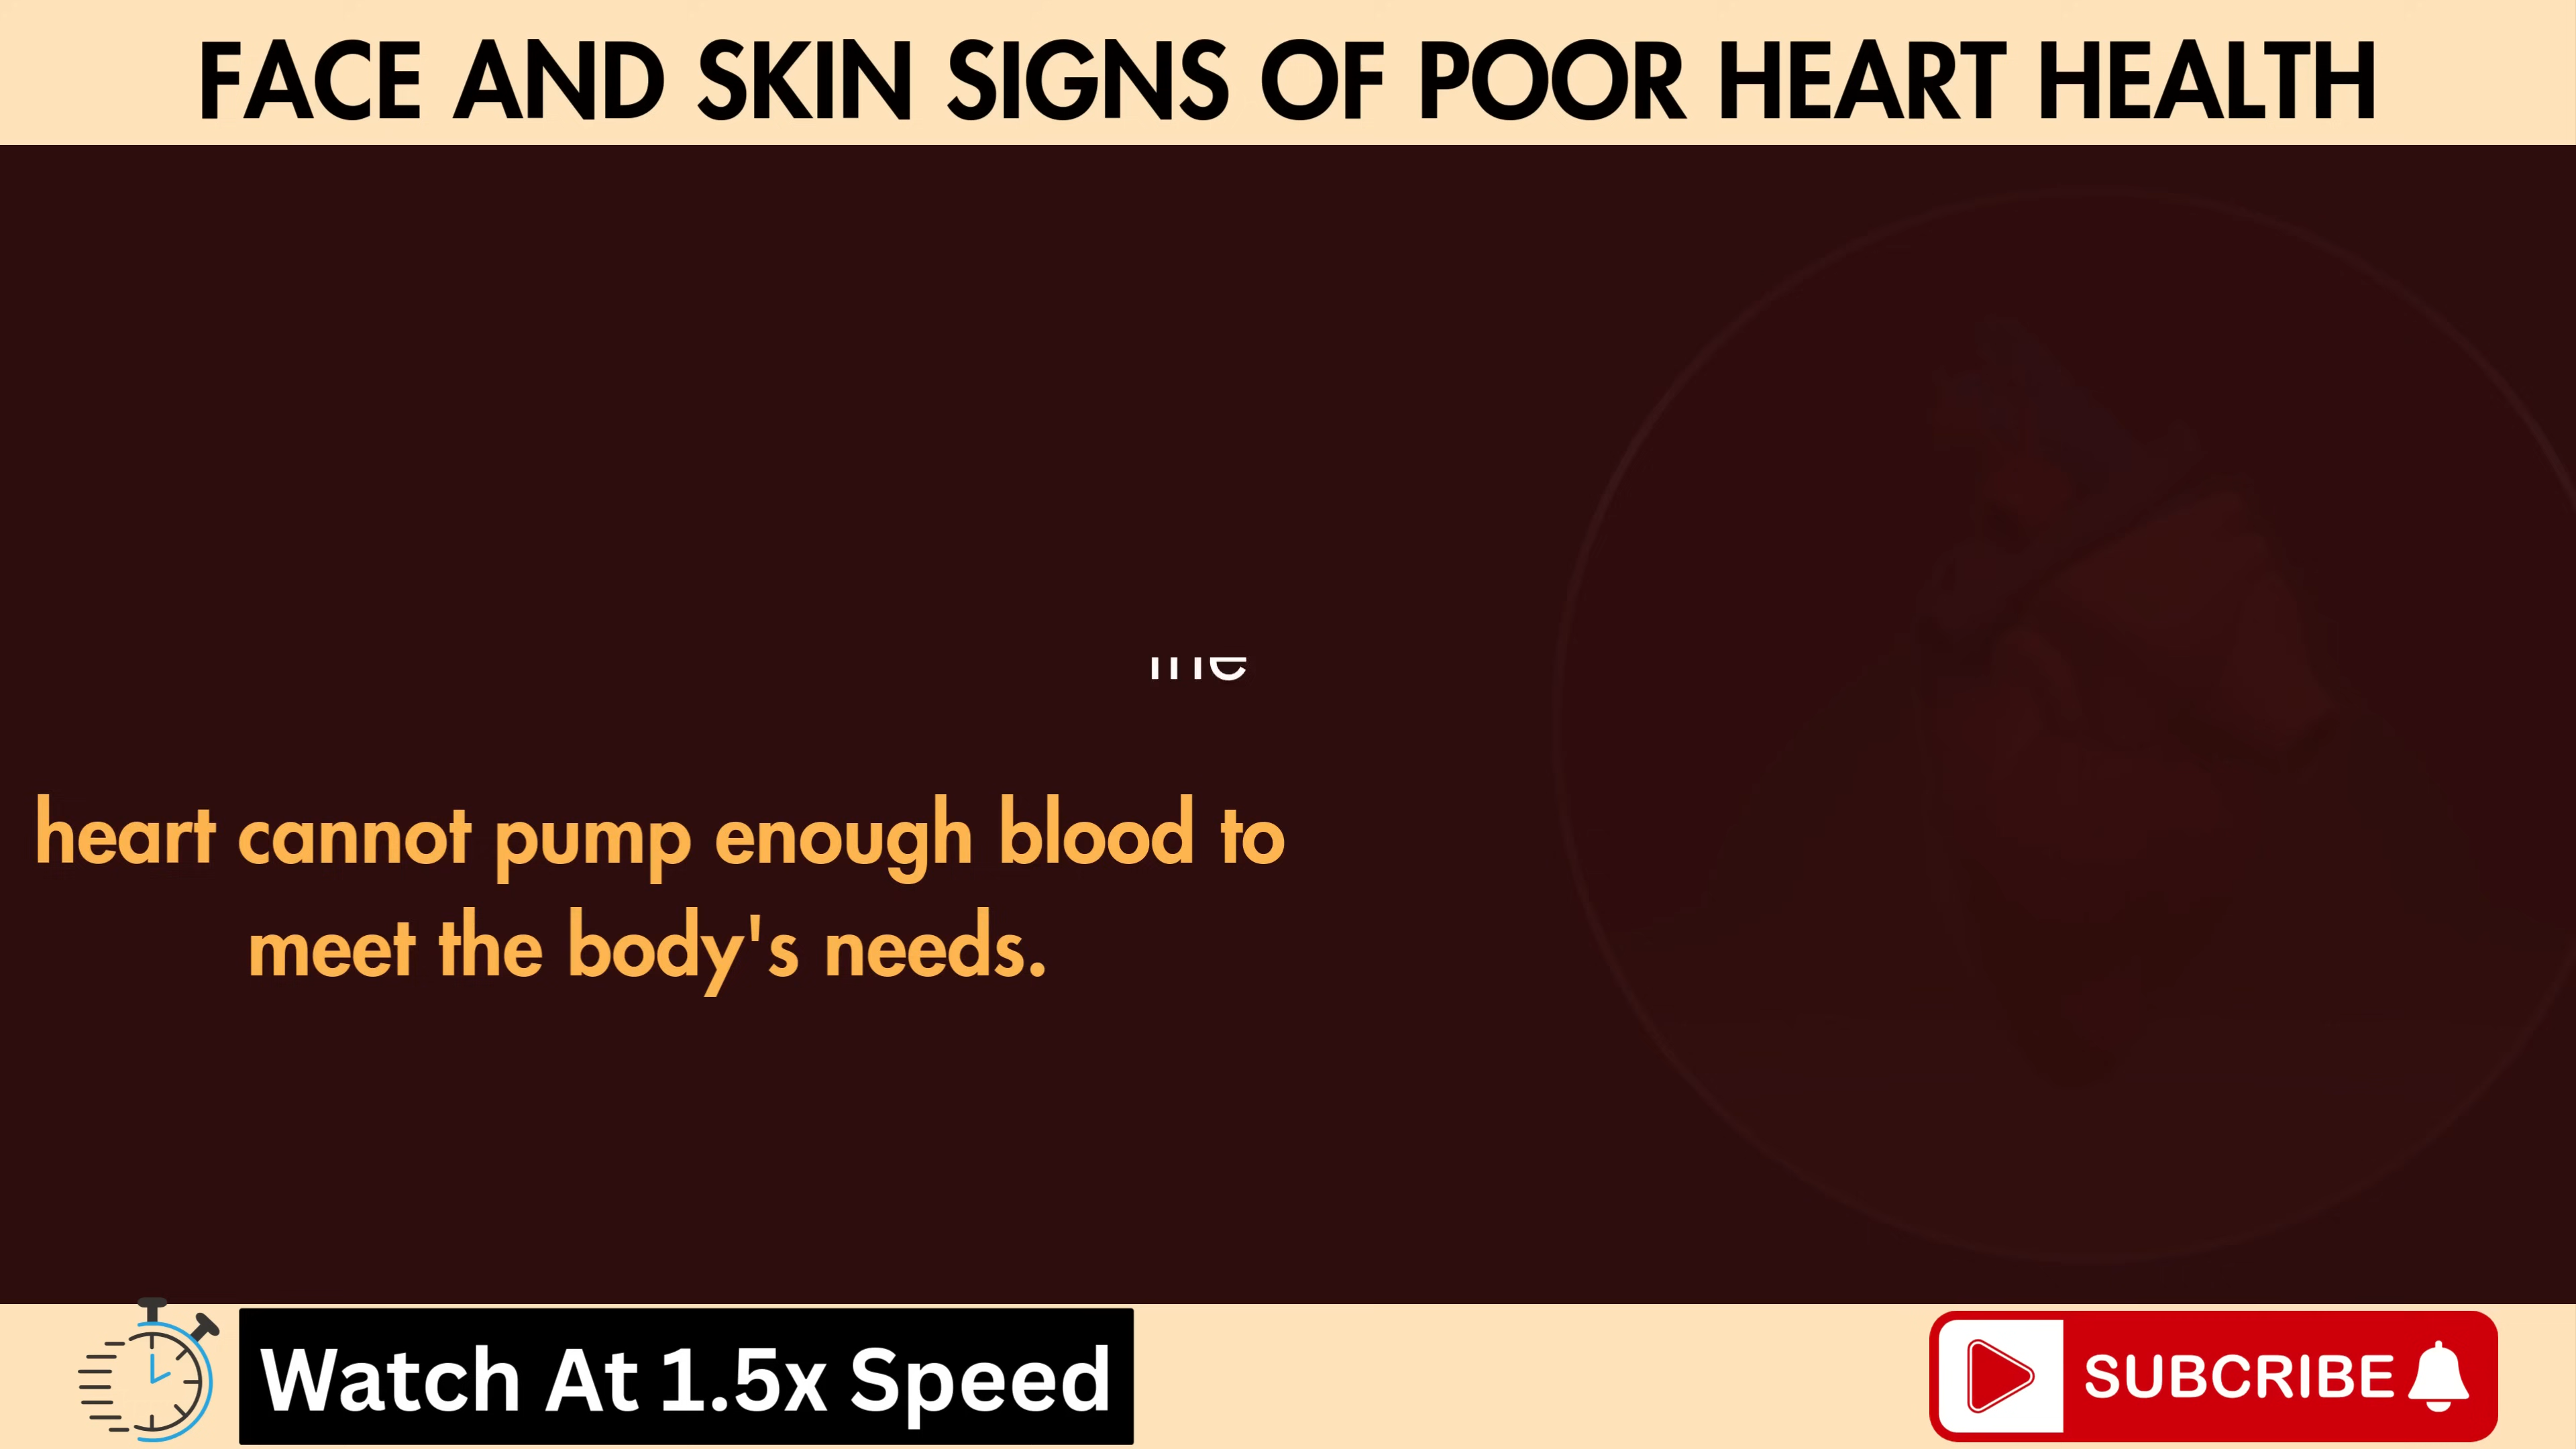 FACE AND SKIN SIGNS OF POOR HEART HEALTH
heart cannot pump enough blood to
meet the body's needs.
Watch At 1.5x Speed
SUBCRIBE